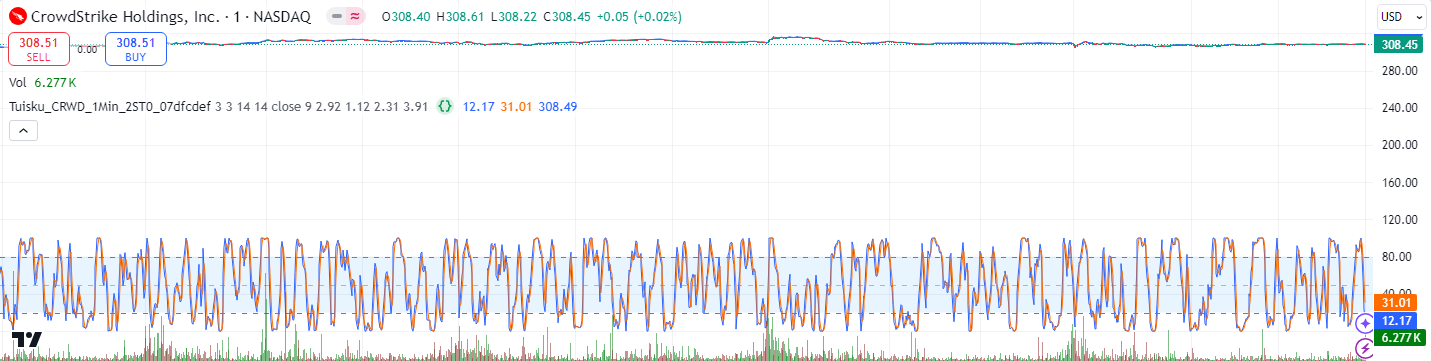 CrowdStrike Holdings, Inc. · 1 · NASDAQ O308.40 H308.61 L308.22 C308.45 +0.05 (+0.02%)
USD
308.51 SELL
0.00
308.51 BUY
308.45
280.00
Vol 6.277K
Tuisku_CRWD_1Min_2ST0_07dfcdef 3 3 14 14 close 9 2.92 1.12 2.31 3.91 {} 12.17 31.01 308.49
240.00
200.00
160.00
120.00
80.00
40.00
31.01
12.17
6.277K